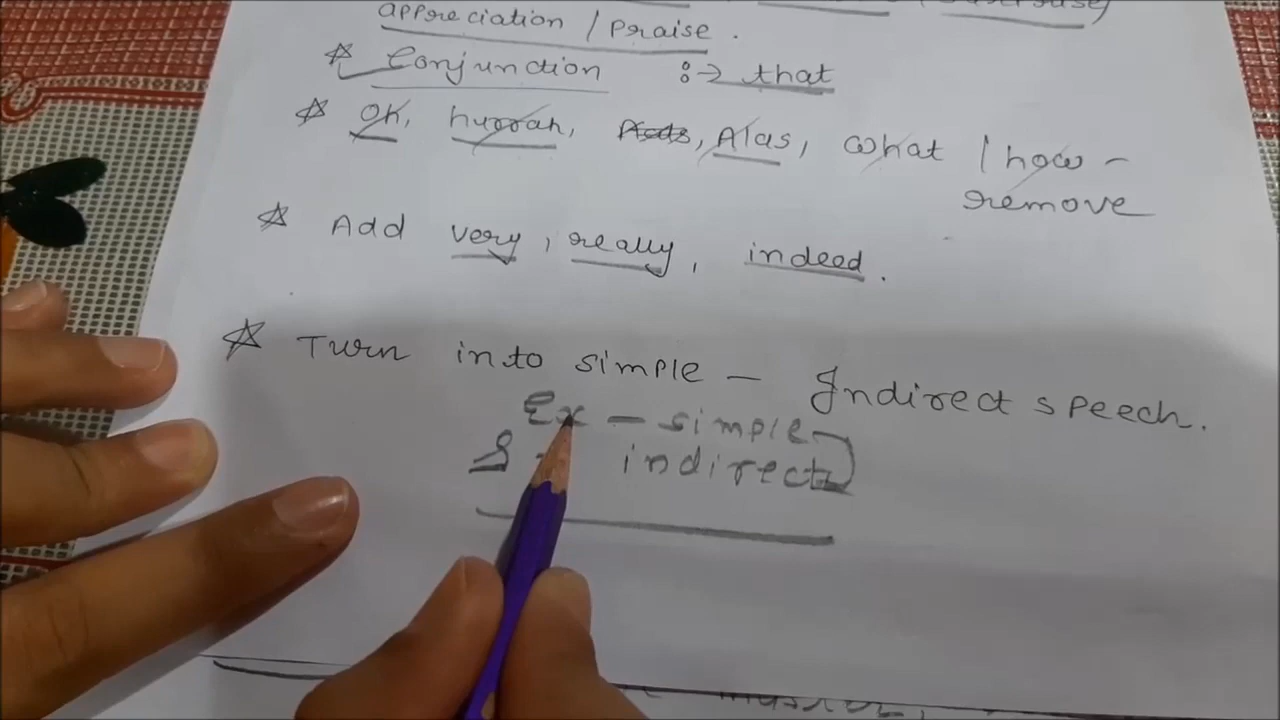 appreciation / praise.
☆ Conjunction :→ that
☆ Oh, hurrah, Alas, what / how -
remove
☆ Add very, really, indeed.
☆ Turn into simple - Indirect speech.
Ex - simple
S - indirect